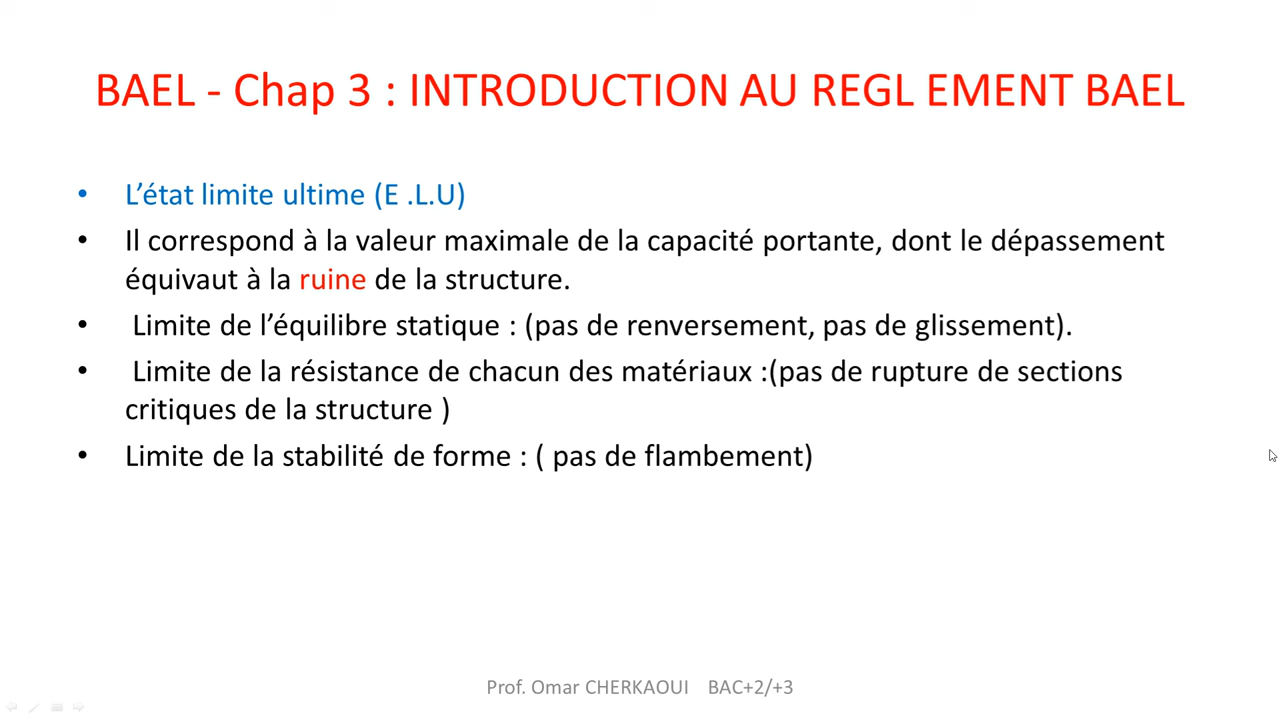 BAEL - Chap 3 : INTRODUCTION AU REGL EMENT BAEL
• L’état limite ultime (E .L.U)
• Il correspond à la valeur maximale de la capacité portante, dont le dépassement
équivaut à la ruine de la structure.
• Limite de l’équilibre statique : (pas de renversement, pas de glissement).
• Limite de la résistance de chacun des matériaux :(pas de rupture de sections
critiques de la structure )
• Limite de la stabilité de forme : ( pas de flambement)
Prof. Omar CHERKAOUI BAC+2/+3